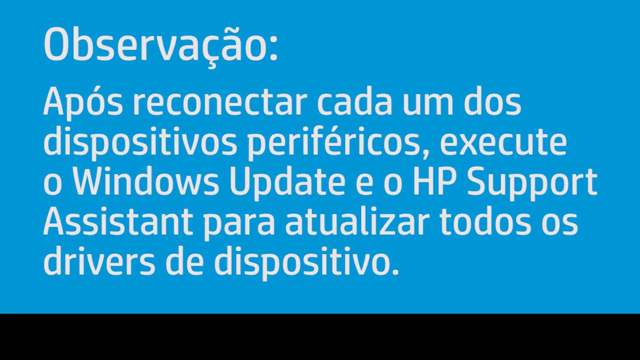 Observação:
Após reconectar cada um dos
dispositivos periféricos, execute
o Windows Update e o HP Support
Assistant para atualizar todos os
drivers de dispositivo.